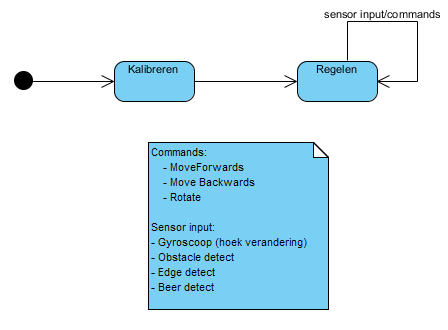 sensor input/commands
Kalibreren
Regelen
Commands:
- MoveForwards
- Move Backwards
- Rotate
Sensor input:
- Gyroscoop (hoek verandering)
- Obstacle detect
- Edge detect
- Beer detect